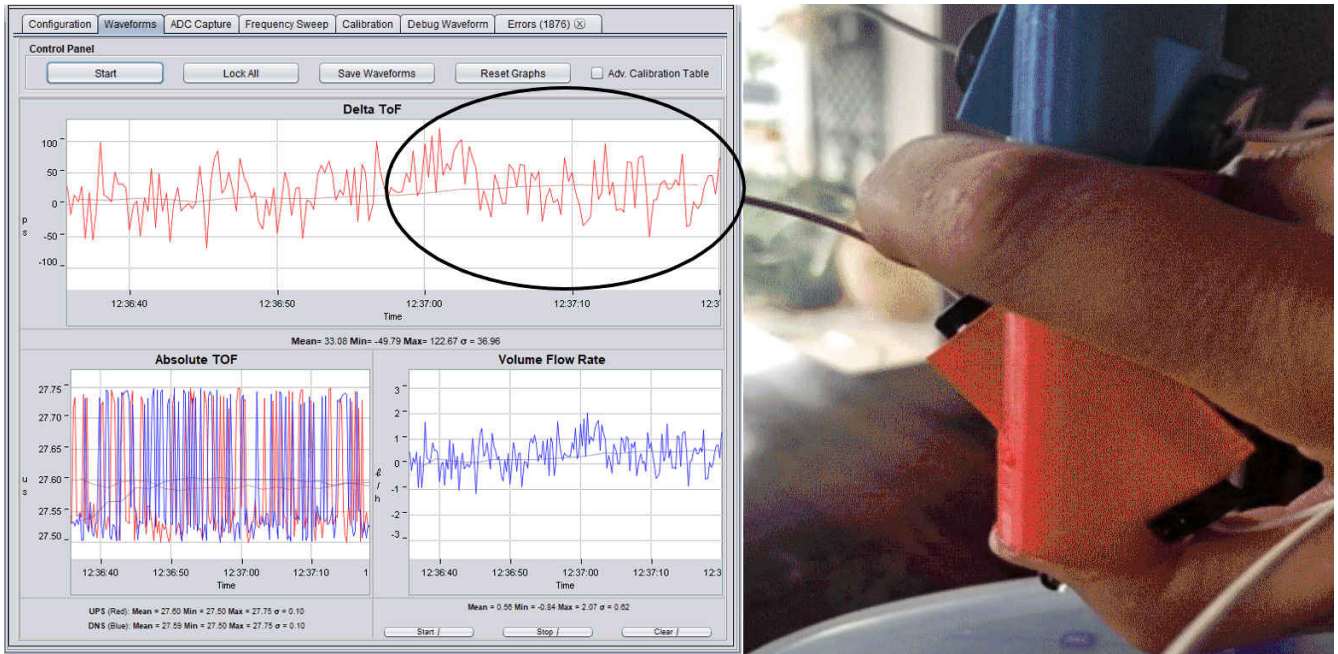 Configuration Waveforms ADC Capture Frequency Sweep Calibration Debug Waveform Errors (1876)
Control Panel
Start Lock All Save Waveforms Reset Graphs Adv. Calibration Table
Delta ToF
100
50
0
-50
-100
p
s
12:36:40 12:36:50 12:37:00 12:37:10 12:3
Time
Mean= 33.08 Min= -49.79 Max= 122.67 σ = 36.96
Absolute TOF
27.75
27.70
27.65
27.60
27.55
27.50
u
s
12:36:40 12:36:50 12:37:00 12:37:10 1
Time
UPS (Red): Mean = 27.60 Min = 27.50 Max = 27.75 σ = 0.10
DNS (Blue): Mean = 27.59 Min = 27.50 Max = 27.75 σ = 0.10
Volume Flow Rate
3
2
1
0
-1
-2
-3
ℓ
/
h
12:36:40 12:36:50 12:37:00 12:37:10 12:3
Time
Mean = 0.56 Min = -0.84 Max = 2.07 σ = 0.62
Start ∫ Stop ∫ Clear ∫